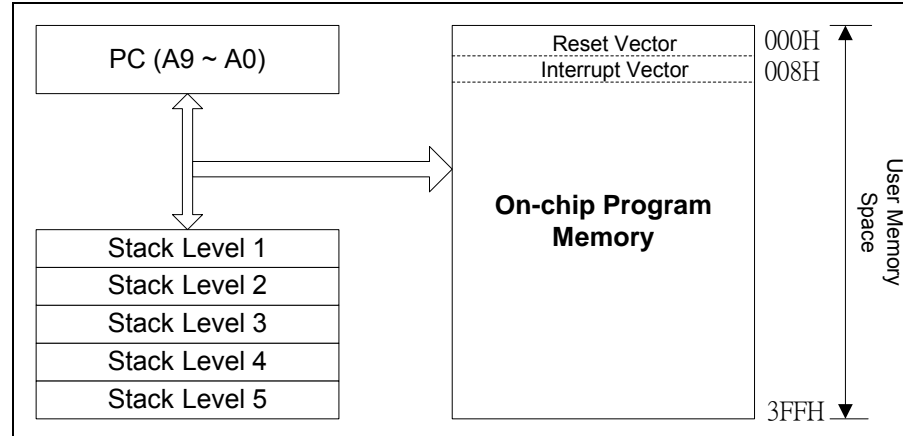 PC (A9 ~ A0)
Stack Level 1
Stack Level 2
Stack Level 3
Stack Level 4
Stack Level 5
Reset Vector
000H
Interrupt Vector
008H
On-chip Program
Memory
3FFH
User Memory
Space